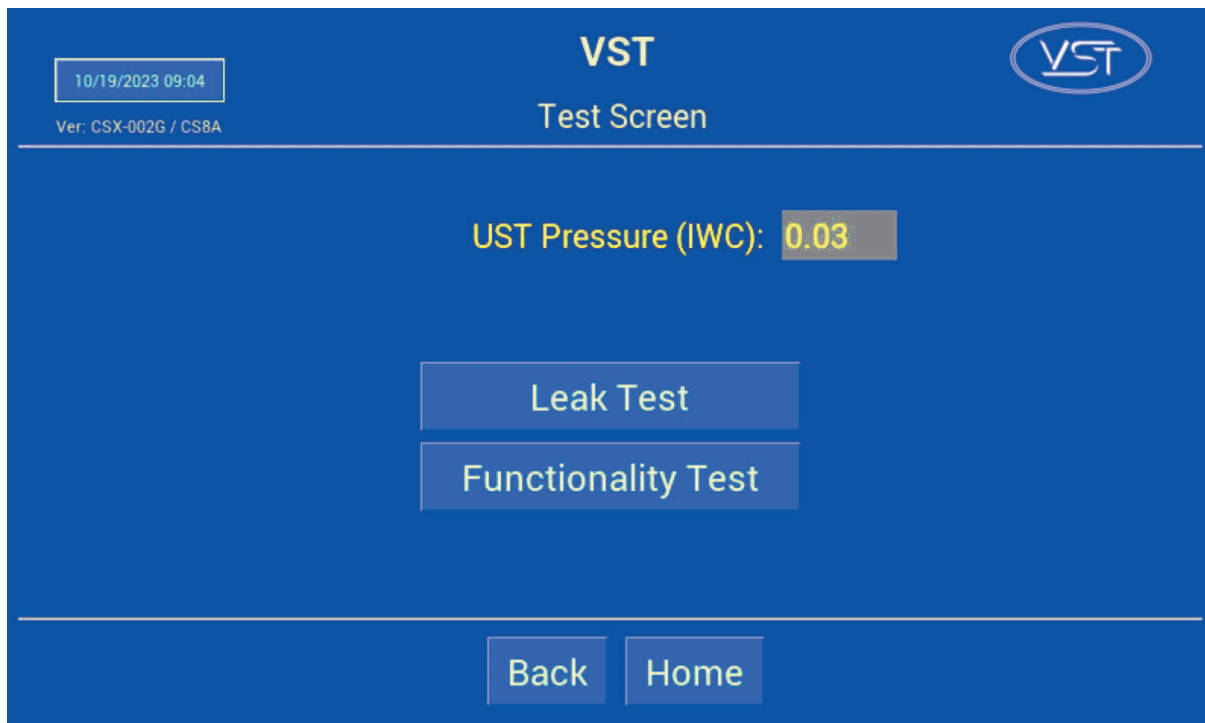 VST
VST
10/19/2023 09:04
Test Screen
Ver: CSX-002G / CS8A
UST Pressure (IWC): 0.03
Leak Test
Functionality Test
Back Home